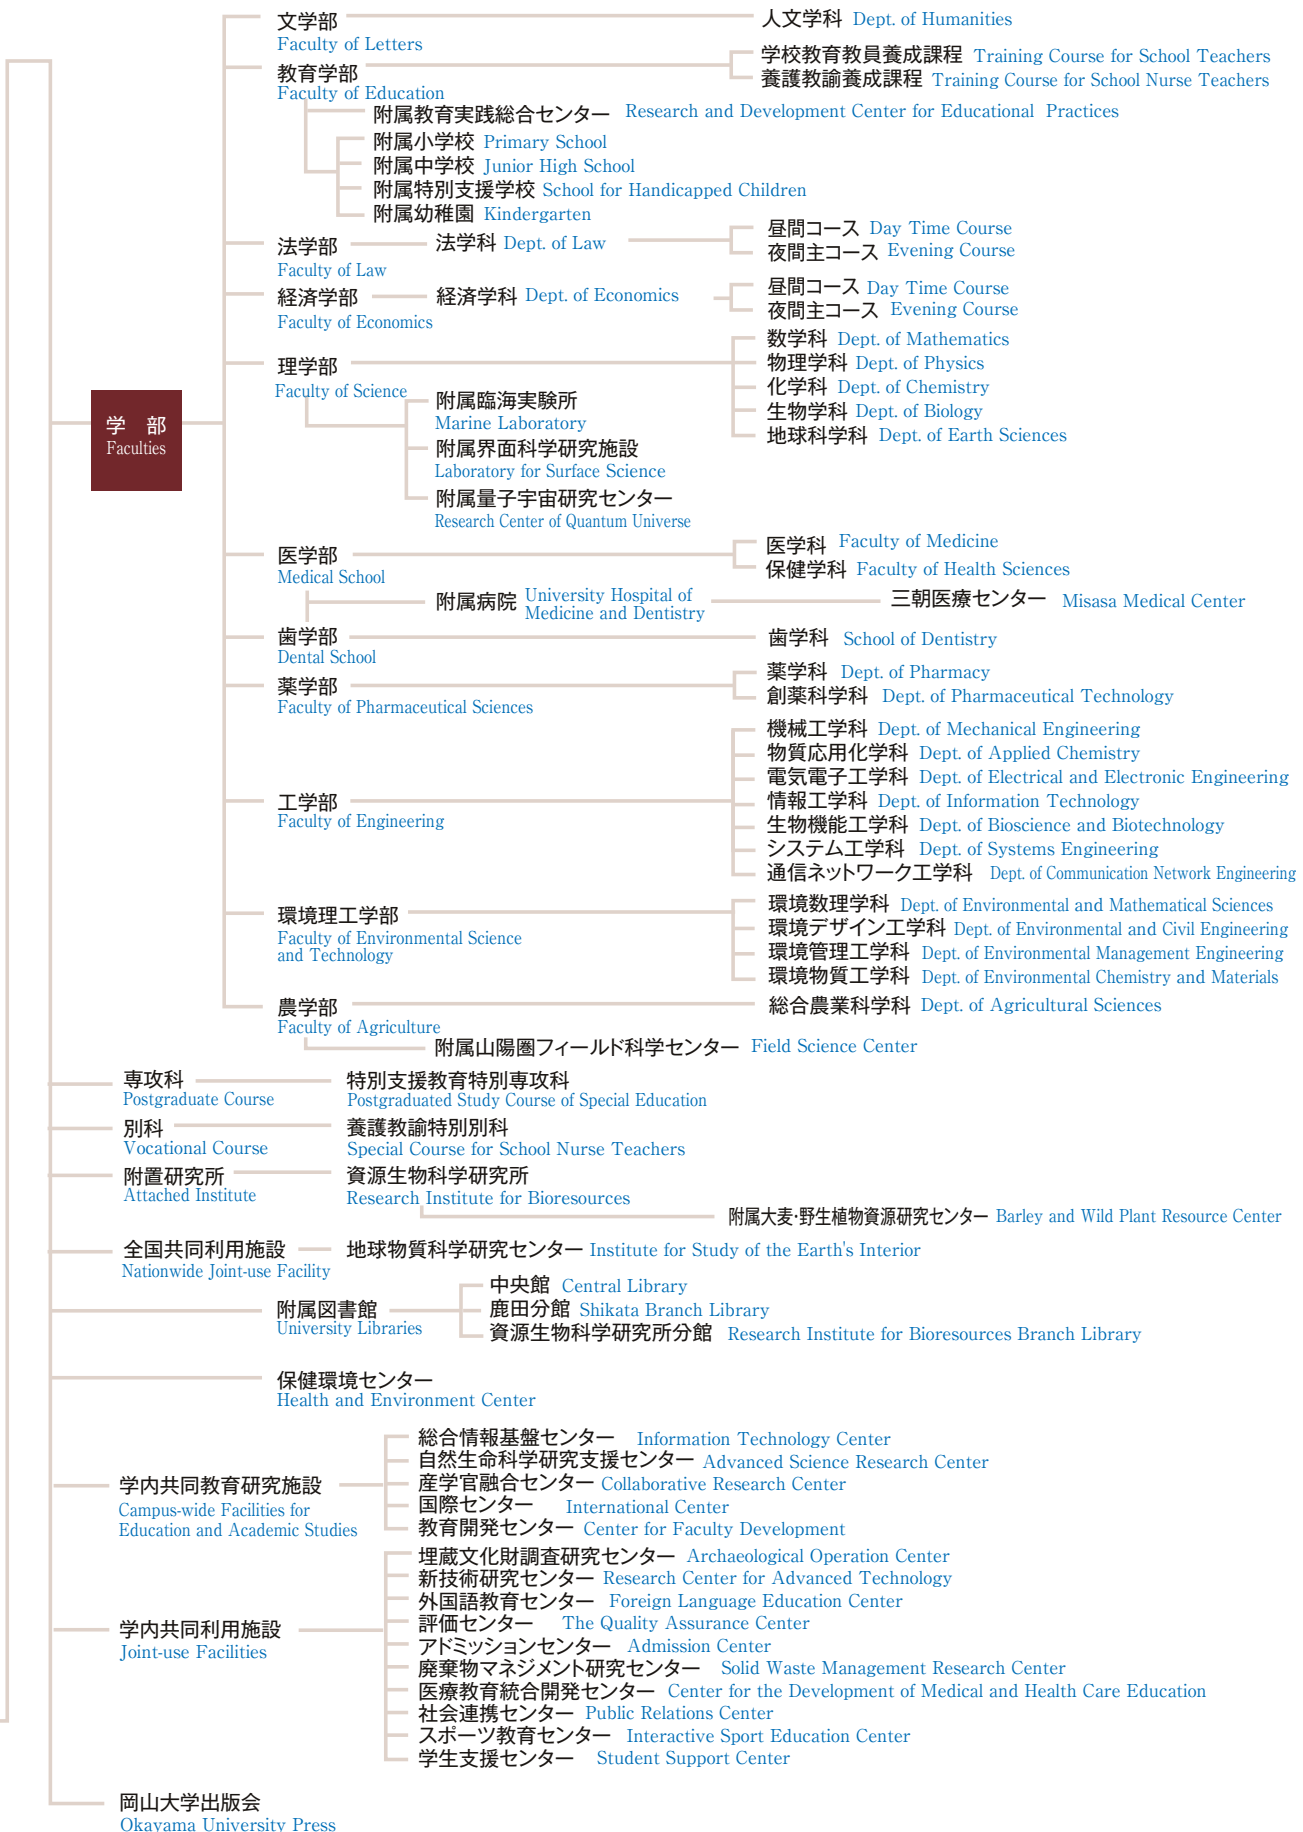 文学部
Faculty of Letters
人文学科 Dept. of Humanities
教育学部
Faculty of Education
学校教育教員養成課程 Training Course for School Teachers
養護教諭養成課程 Training Course for School Nurse Teachers
附属教育実践総合センター Research and Development Center for Educational Practices
附属小学校 Primary School
附属中学校 Junior High School
附属特別支援学校 School for Handicapped Children
附属幼稚園 Kindergarten
法学部
Faculty of Law
法学科 Dept. of Law
昼間コース Day Time Course
夜間主コース Evening Course
経済学部
Faculty of Economics
経済学科 Dept. of Economics
昼間コース Day Time Course
夜間主コース Evening Course
理学部
Faculty of Science
数学科 Dept. of Mathematics
物理学科 Dept. of Physics
化学科 Dept. of Chemistry
生物学科 Dept. of Biology
地球科学科 Dept. of Earth Sciences
学 部
Faculties
附属臨海実験所
Marine Laboratory
附属界面科学研究施設
Laboratory for Surface Science
附属量子宇宙研究センター
Research Center of Quantum Universe
医学部
Medical School
医学科 Faculty of Medicine
保健学科 Faculty of Health Sciences
附属病院 University Hospital of
Medicine and Dentistry
三朝医療センター Misasa Medical Center
歯学部
Dental School
歯学科 School of Dentistry
薬学部
Faculty of Pharmaceutical Sciences
薬学科 Dept. of Pharmacy
創薬科学科 Dept. of Pharmaceutical Technology
工学部
Faculty of Engineering
機械工学科 Dept. of Mechanical Engineering
物質応用化学科 Dept. of Applied Chemistry
電気電子工学科 Dept. of Electrical and Electronic Engineering
情報工学科 Dept. of Information Technology
生物機能工学科 Dept. of Bioscience and Biotechnology
システム工学科 Dept. of Systems Engineering
通信ネットワーク工学科 Dept. of Communication Network Engineering
環境理工学部
Faculty of Environmental Science
and Technology
環境数理学科 Dept. of Environmental and Mathematical Sciences
環境デザイン工学科 Dept. of Environmental and Civil Engineering
環境管理工学科 Dept. of Environmental Management Engineering
環境物質工学科 Dept. of Environmental Chemistry and Materials
農学部
Faculty of Agriculture
総合農業科学科 Dept. of Agricultural Sciences
附属山陽圏フィールド科学センター Field Science Center
専攻科
Postgraduate Course
特別支援教育特別専攻科
Postgraduated Study Course of Special Education
別科
Vocational Course
養護教諭特別別科
Special Course for School Nurse Teachers
附置研究所
Attached Institute
資源生物科学研究所
Research Institute for Bioresources
附属大麦・野生植物資源研究センター Barley and Wild Plant Resource Center
全国共同利用施設
Nationwide Joint-use Facility
地球物質科学研究センター Institute for Study of the Earth's Interior
附属図書館
University Libraries
中央館 Central Library
鹿田分館 Shikata Branch Library
資源生物科学研究所分館 Research Institute for Bioresources Branch Library
保健環境センター
Health and Environment Center
学内共同教育研究施設
Campus-wide Facilities for
Education and Academic Studies
総合情報基盤センター Information Technology Center
自然生命科学研究支援センター Advanced Science Research Center
産学官融合センター Collaborative Research Center
国際センター International Center
教育開発センター Center for Faculty Development
学内共同利用施設
Joint-use Facilities
埋蔵文化財調査研究センター Archaeological Operation Center
新技術研究センター Research Center for Advanced Technology
外国語教育センター Foreign Language Education Center
評価センター The Quality Assurance Center
アドミッションセンター Admission Center
廃棄物マネジメント研究センター Solid Waste Management Research Center
医療教育統合開発センター Center for the Development of Medical and Health Care Education
社会連携センター Public Relations Center
スポーツ教育センター Interactive Sport Education Center
学生支援センター Student Support Center
岡山大学出版会
Okayama University Press